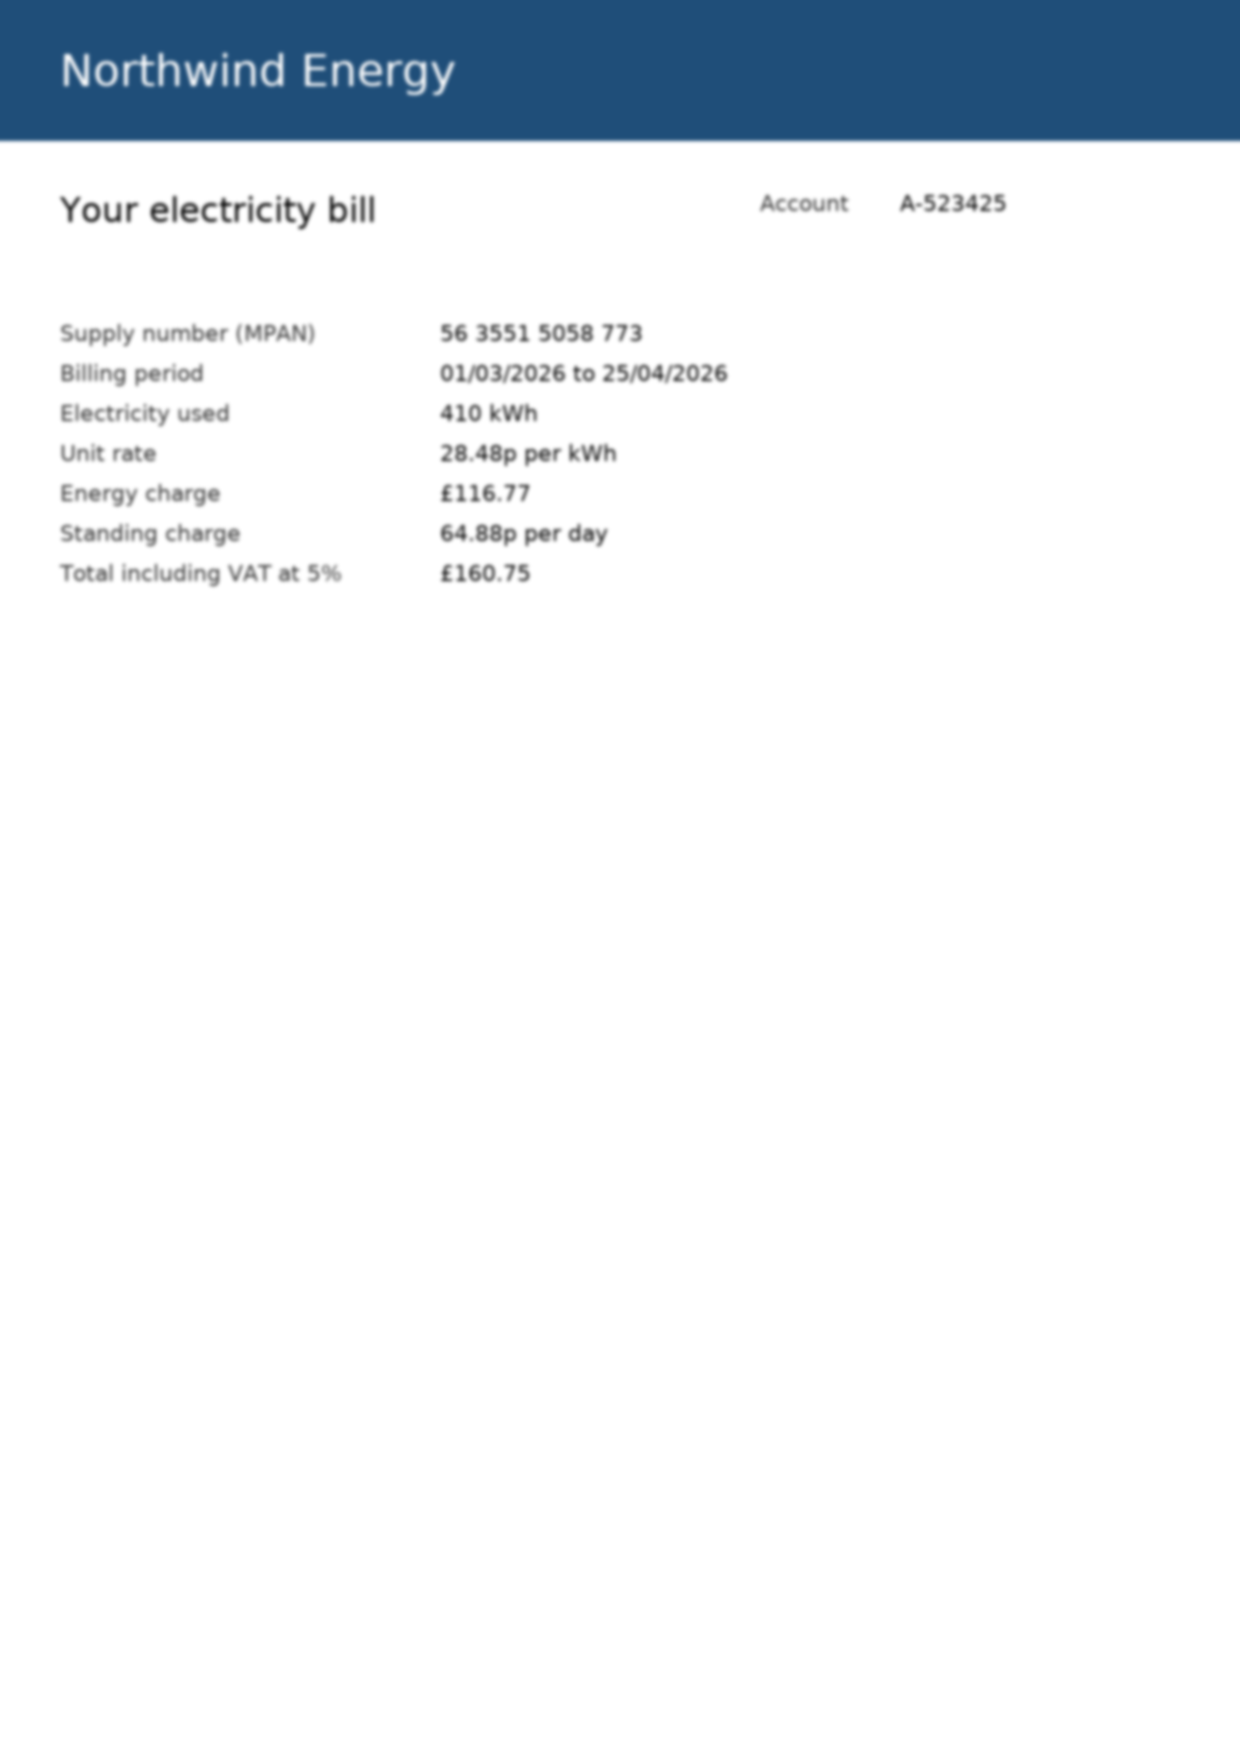 Northwind Energy
Your electricity bill
Account A-523425
Supply number (MPAN) 56 3551 5058 773
Billing period 01/03/2026 to 25/04/2026
Electricity used 410 kWh
Unit rate 28.48p per kWh
Energy charge £116.77
Standing charge 64.88p per day
Total including VAT at 5% £160.75